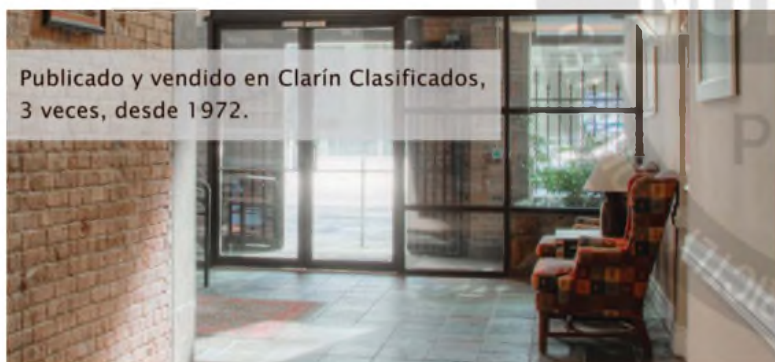 Publicado y vendido en Clarín Clasificados,
3 veces, desde 1972.